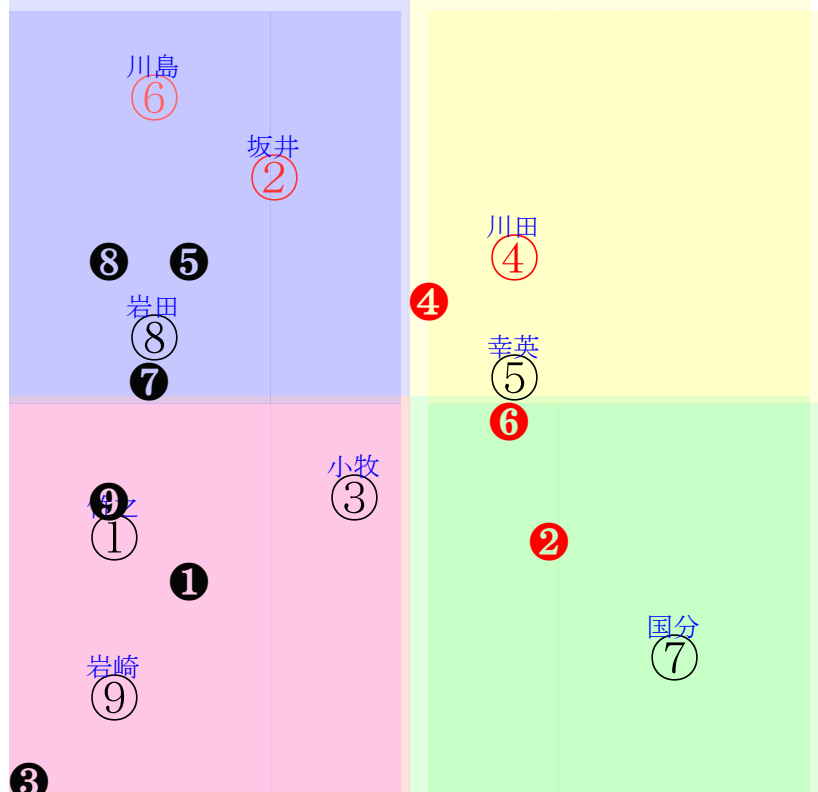 川島
⑥
坂井
②
川田
④
❽ ❺
❹
岩田
⑧
幸英
⑤
❼
❻
小牧
③
❾
①
❷
❶
国分
⑦
岩崎
⑨
❸